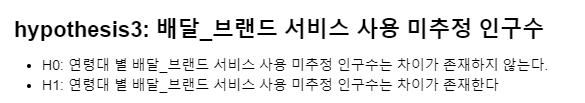 hypothesis3: 배달_브랜드 서비스 사용 미추정 인구수
• H0: 연령대 별 배달_브랜드 서비스 사용 미추정 인구수는 차이가 존재하지 않는다.
• H1: 연령대 별 배달_브랜드 서비스 사용 미추정 인구수는 차이가 존재한다